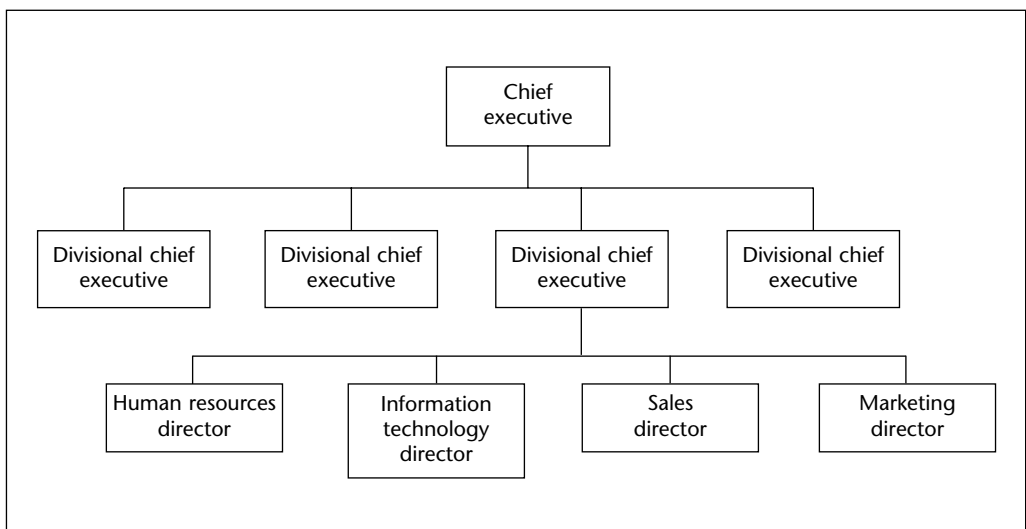 Chief
executive
Divisional chief
executive
Divisional chief
executive
Divisional chief
executive
Divisional chief
executive
Human resources
director
Information
technology
director
Sales
director
Marketing
director